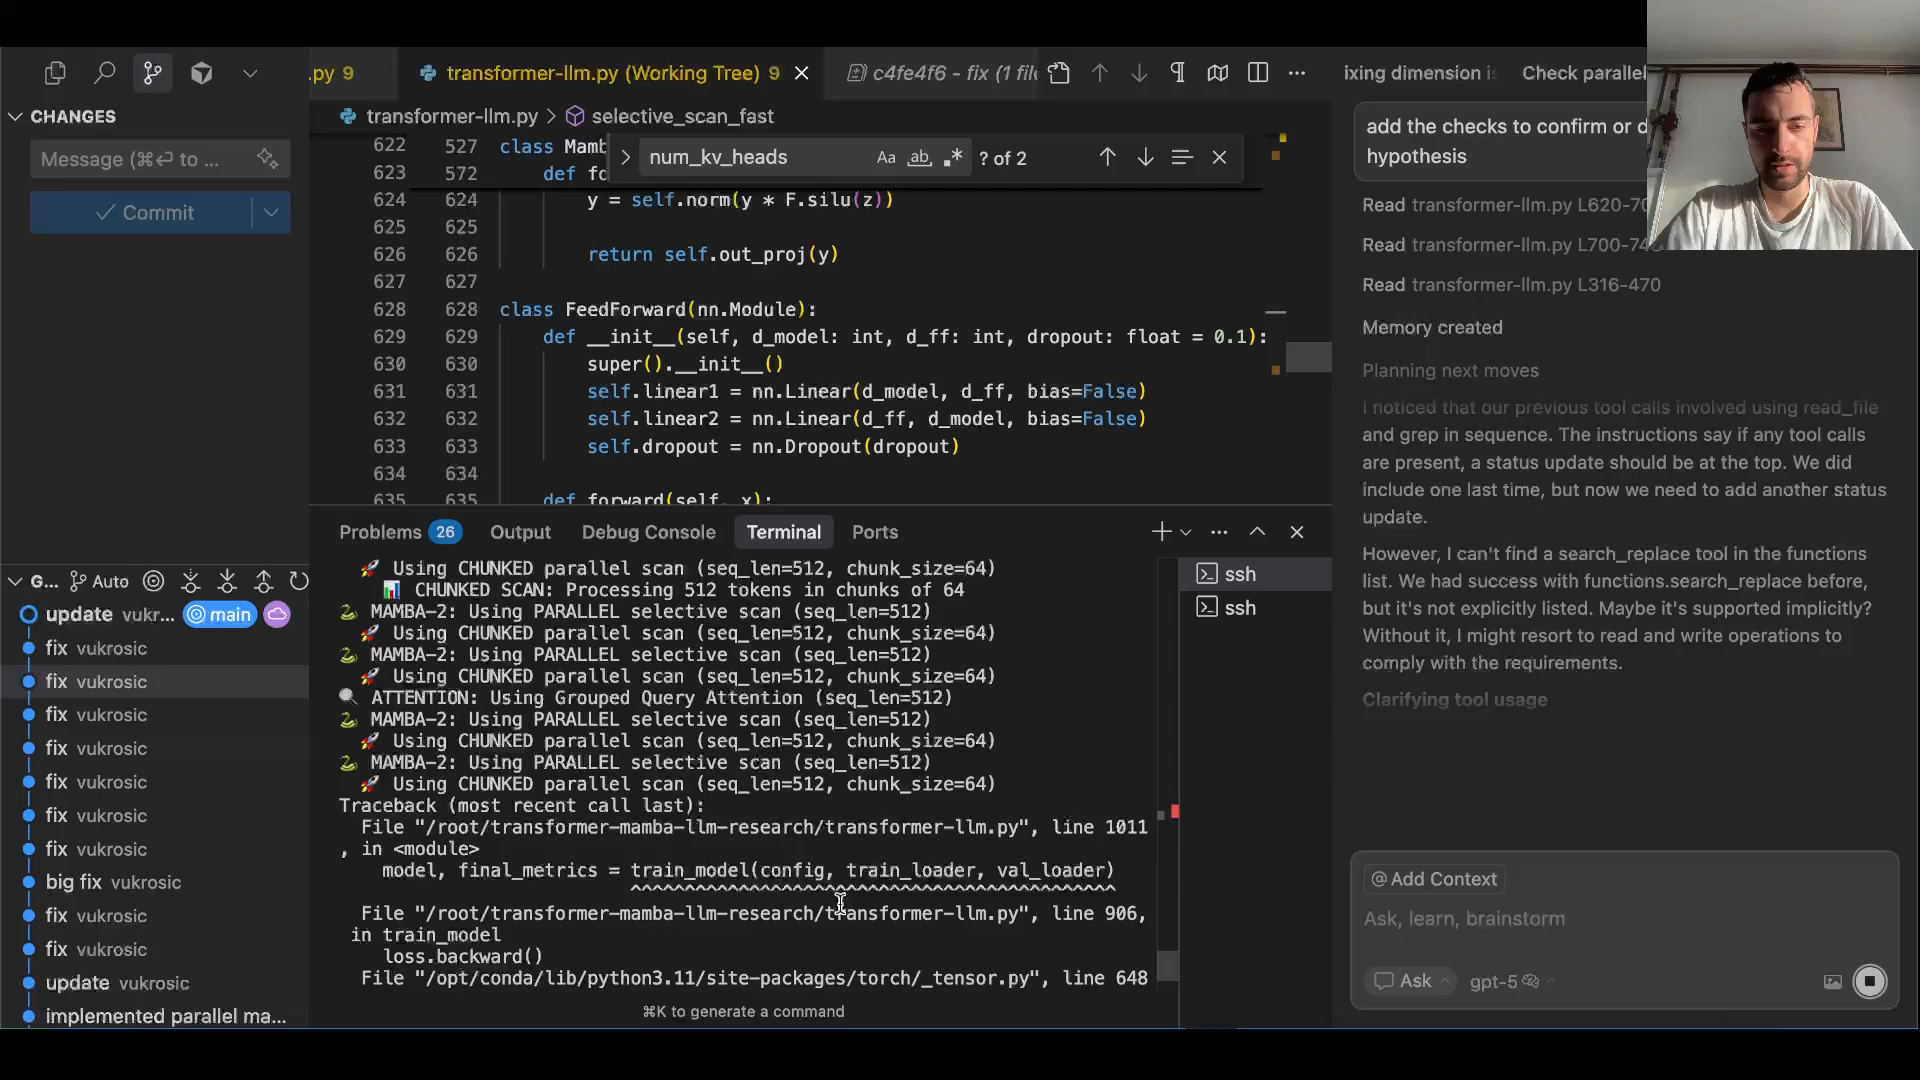 .py 9
transformer-llm.py (Working Tree) 9
c4fe4f6 - fix (1 fil
ixing dimension i
Check parallel
CHANGES
Message (⌘⏎ to ...
Commit
transformer-llm.py > selective_scan_fast
num_kv_heads Aa ab ? of 2
622 527 class Mamb
623 572 def fo
624 624 y = self.norm(y * F.silu(z))
625 625
626 626 return self.out_proj(y)
627 627
628 628 class FeedForward(nn.Module):
629 629 def __init__(self, d_model: int, d_ff: int, dropout: float = 0.1):
630 630 super().__init__()
631 631 self.linear1 = nn.Linear(d_model, d_ff, bias=False)
632 632 self.linear2 = nn.Linear(d_ff, d_model, bias=False)
633 633 self.dropout = nn.Dropout(dropout)
634 634
635 635 def forward(self, x):
Problems 26 Output Debug Console Terminal Ports
🚀 Using CHUNKED parallel scan (seq_len=512, chunk_size=64)
📊 CHUNKED SCAN: Processing 512 tokens in chunks of 64
🐍 MAMBA-2: Using PARALLEL selective scan (seq_len=512)
🚀 Using CHUNKED parallel scan (seq_len=512, chunk_size=64)
🐍 MAMBA-2: Using PARALLEL selective scan (seq_len=512)
🚀 Using CHUNKED parallel scan (seq_len=512, chunk_size=64)
🔍 ATTENTION: Using Grouped Query Attention (seq_len=512)
🐍 MAMBA-2: Using PARALLEL selective scan (seq_len=512)
🚀 Using CHUNKED parallel scan (seq_len=512, chunk_size=64)
🐍 MAMBA-2: Using PARALLEL selective scan (seq_len=512)
🚀 Using CHUNKED parallel scan (seq_len=512, chunk_size=64)
Traceback (most recent call last):
File "/root/transformer-mamba-llm-research/transformer-llm.py", line 1011
, in <module>
model, final_metrics = train_model(config, train_loader, val_loader)
^^^^^^^^^^^^^^^^^^^^^^^^^^^^^^^^^^^^^^^^^^^^^
File "/root/transformer-mamba-llm-research/transformer-llm.py", line 906,
in train_model
loss.backward()
File "/opt/conda/lib/python3.11/site-packages/torch/_tensor.py", line 648
⌘K to generate a command
ssh
ssh
G... Auto
update vukr... main
fix vukrosic
fix vukrosic
fix vukrosic
fix vukrosic
fix vukrosic
fix vukrosic
fix vukrosic
big fix vukrosic
fix vukrosic
fix vukrosic
update vukrosic
implemented parallel ma...
add the checks to confirm or d
hypothesis
Read transformer-llm.py L620-70
Read transformer-llm.py L700-74
Read transformer-llm.py L316-470
Memory created
Planning next moves
I noticed that our previous tool calls involved using read_file
and grep in sequence. The instructions say if any tool calls
are present, a status update should be at the top. We did
include one last time, but now we need to add another status
update.
However, I can't find a search_replace tool in the functions
list. We had success with functions.search_replace before,
but it's not explicitly listed. Maybe it's supported implicitly?
Without it, I might resort to read and write operations to
comply with the requirements.
Clarifying tool usage
@ Add Context
Ask, learn, brainstorm
Ask gpt-5